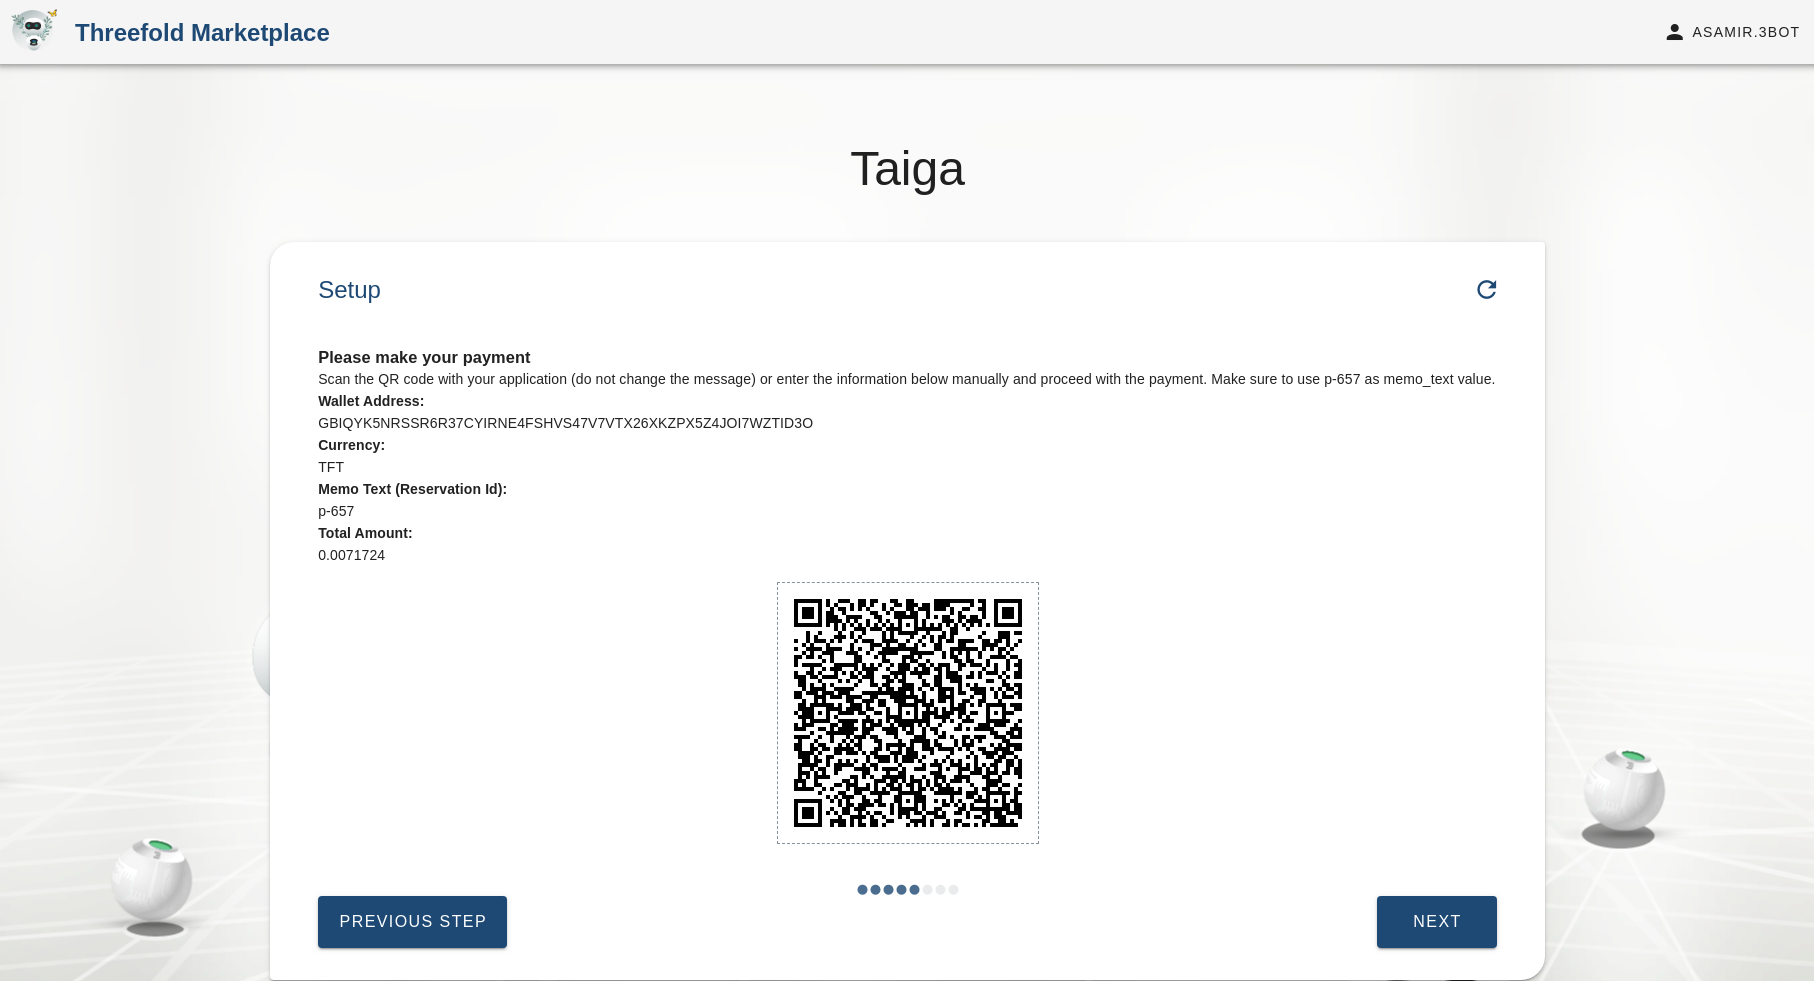 Threefold Marketplace
ASAMIR.3BOT
Taiga
Setup
Please make your payment
Scan the QR code with your application (do not change the message) or enter the information below manually and proceed with the payment. Make sure to use p-657 as memo_text value.
Wallet Address:
GBIQYK5NRSSR6R37CYIRNE4FSHVS47V7VTX26XKZPX5Z4JOI7WZTID3O
Currency:
TFT
Memo Text (Reservation Id):
p-657
Total Amount:
0.0071724
PREVIOUS STEP
NEXT